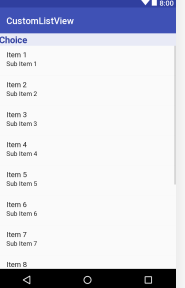 8:00
CustomListView
Choice
Item 1
Sub Item 1
Item 2
Sub Item 2
Item 3
Sub Item 3
Item 4
Sub Item 4
Item 5
Sub Item 5
Item 6
Sub Item 6
Item 7
Sub Item 7
Item 8